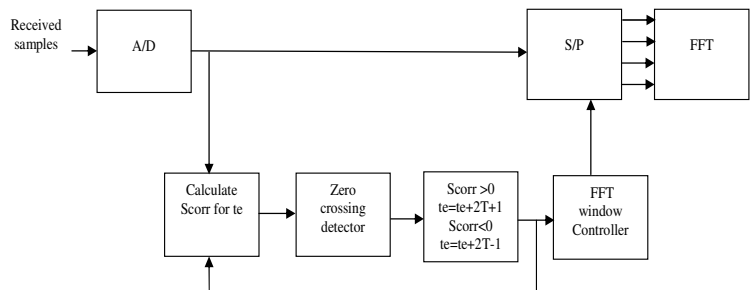 Received
samples
A/D
S/P
FFT
Calculate
Scorr for te
Zero
crossing
detector
Scorr >0
te=te+2T+1
Scorr<0
te=te+2T-1
FFT
window
Controller